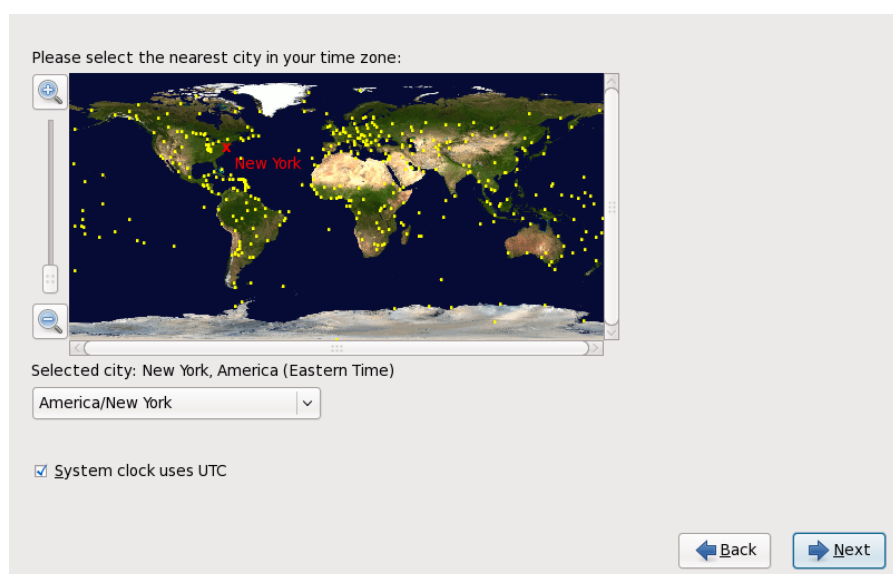 Please select the nearest city in your time zone:
New York
Selected city: New York, America (Eastern Time)
America/New York
System clock uses UTC
Back
Next